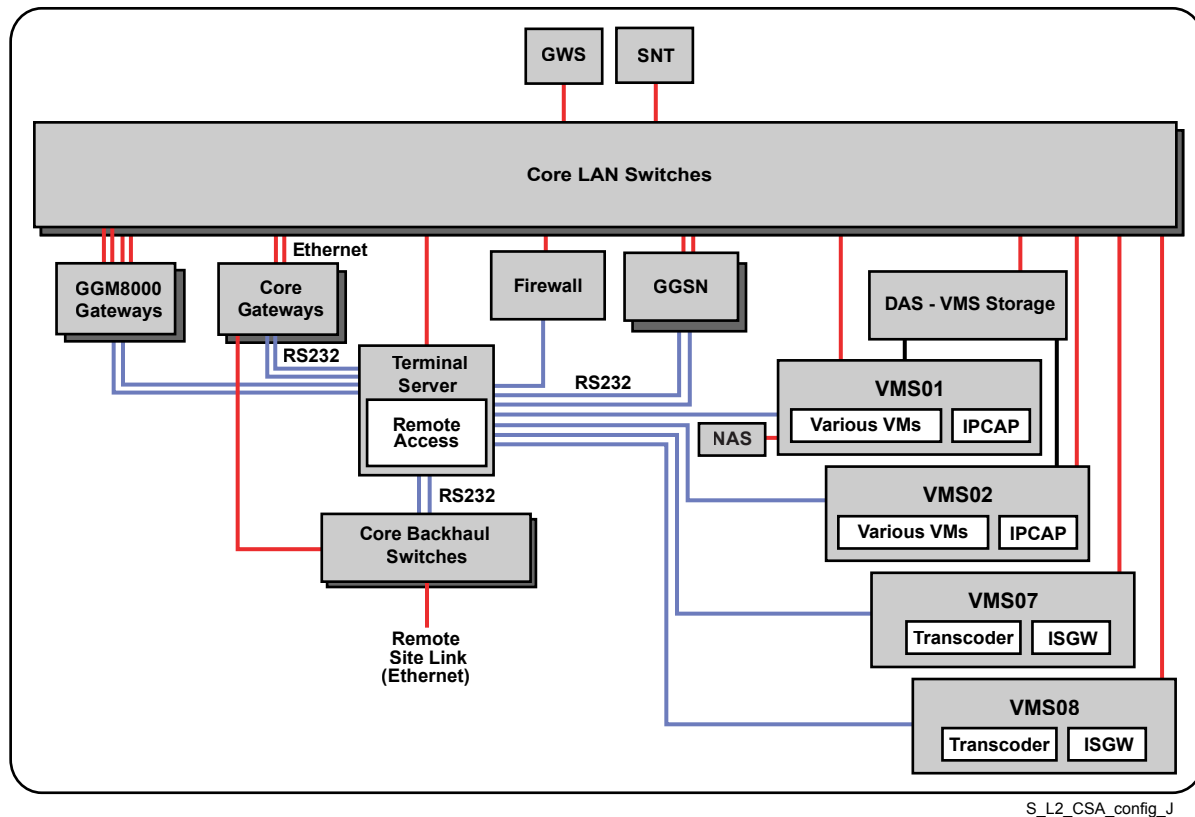 GWS
SNT
Core LAN Switches
Ethernet
GGM8000
Gateways
Core
Gateways
Firewall
GGSN
DAS - VMS Storage
RS232
Terminal
Server
Remote
Access
RS232
VMS01
Various VMs
IPCAP
NAS
VMS02
Various VMs
IPCAP
RS232
Core Backhaul
Switches
VMS07
Transcoder
ISGW
Remote
Site Link
(Ethernet)
VMS08
Transcoder
ISGW
S_L2_CSA_config_J